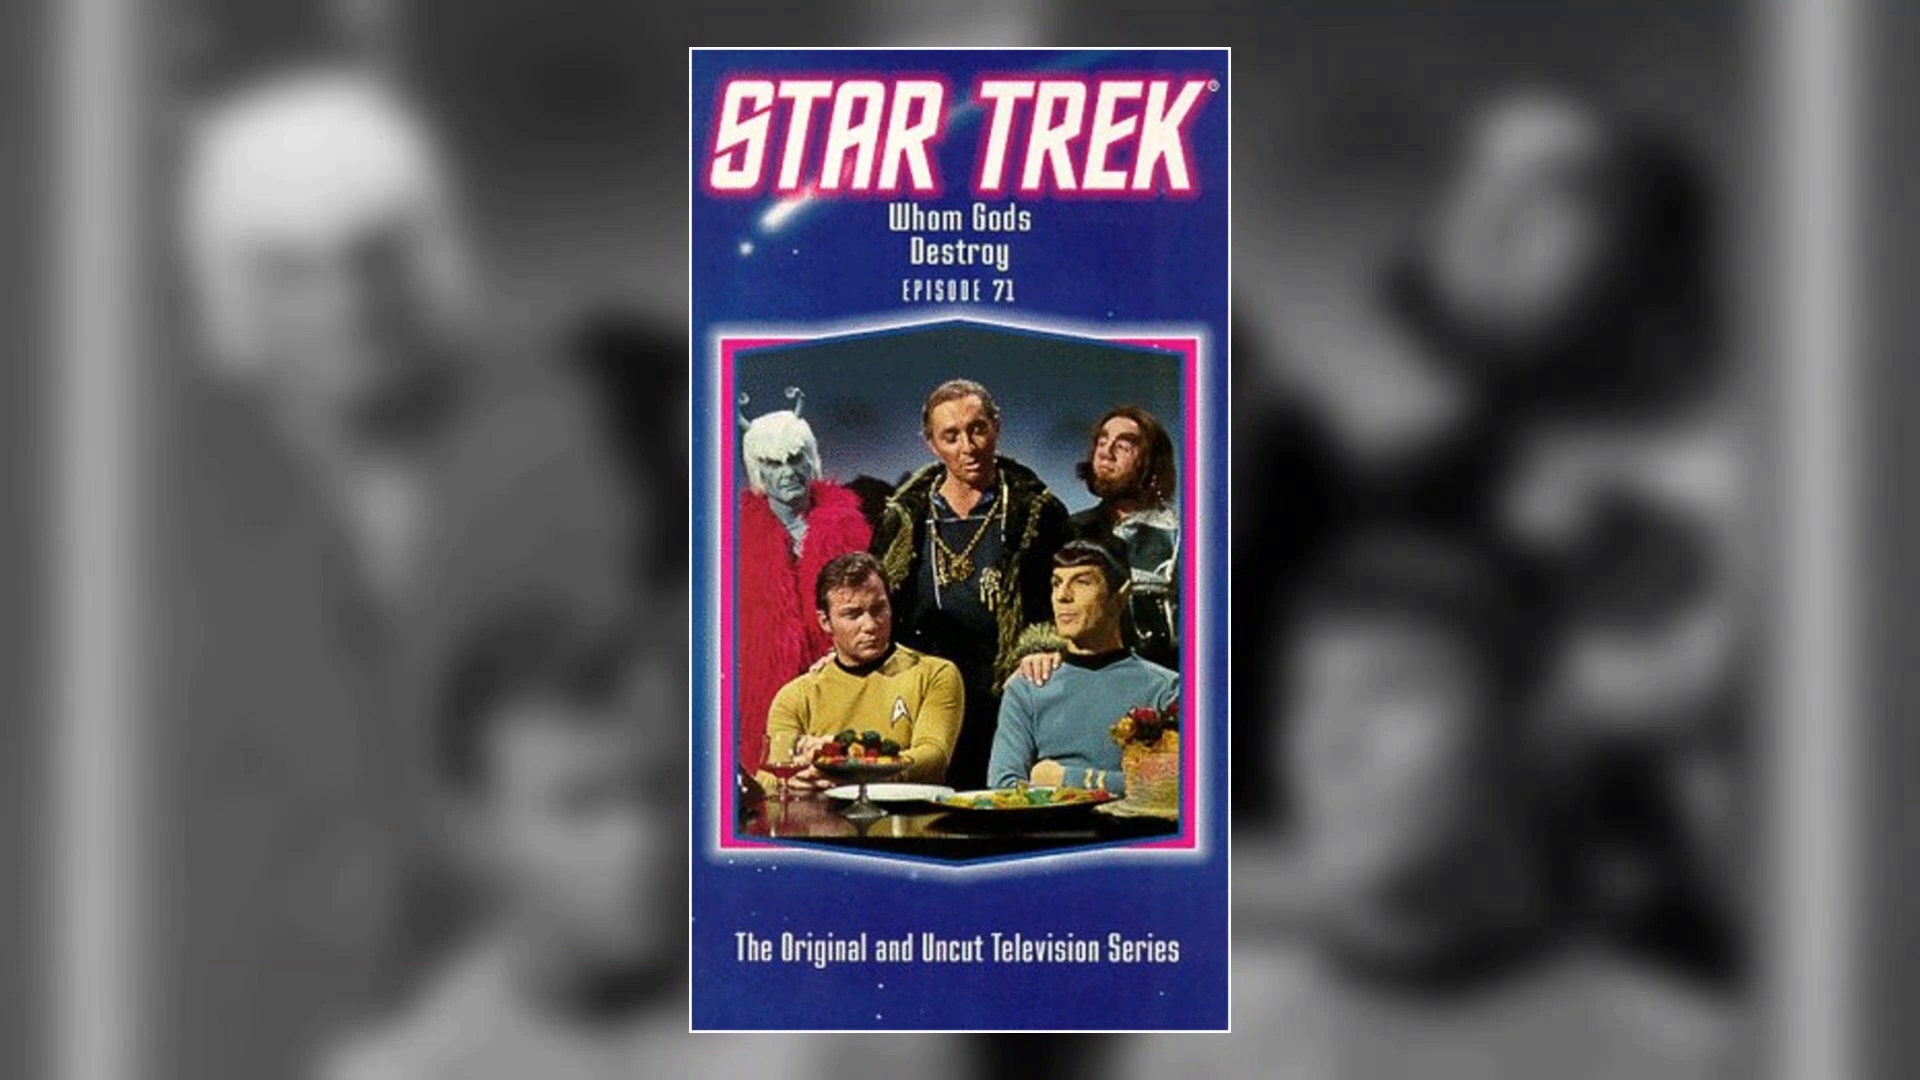 STAR TREK®
Whom Gods
Destroy
EPISODE 71
The Original and Uncut Television Series